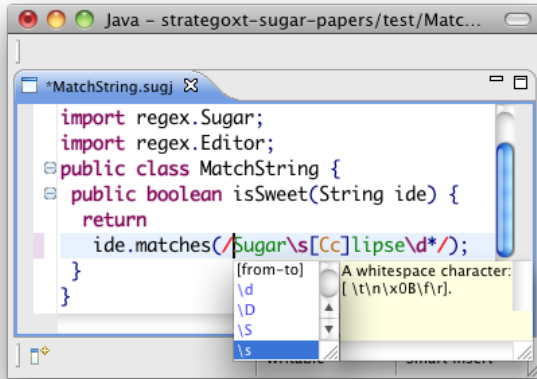 Java – strategoxt-sugar-papers/test/Matc...
*MatchString.sugj
import regex.Sugar;
import regex.Editor;
public class MatchString {
public boolean isSweet(String ide) {
return
ide.matches(/Sugar\s[Cc]lipse\d*/);
}
}
[from-to]
\d
\D
\S
\s
A whitespace character:
[ \t\n\x0B\f\r].
Writable
Smart Insert